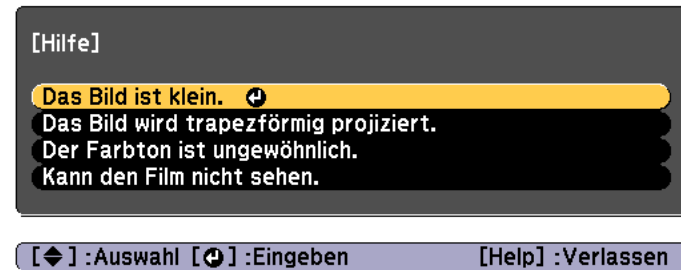 [Hilfe]
Das Bild ist klein.
Das Bild wird trapezförmig projiziert.
Der Farbton ist ungewöhnlich.
Kann den Film nicht sehen.
[◆] :Auswahl [⏎] :Eingeben [Help] :Verlassen